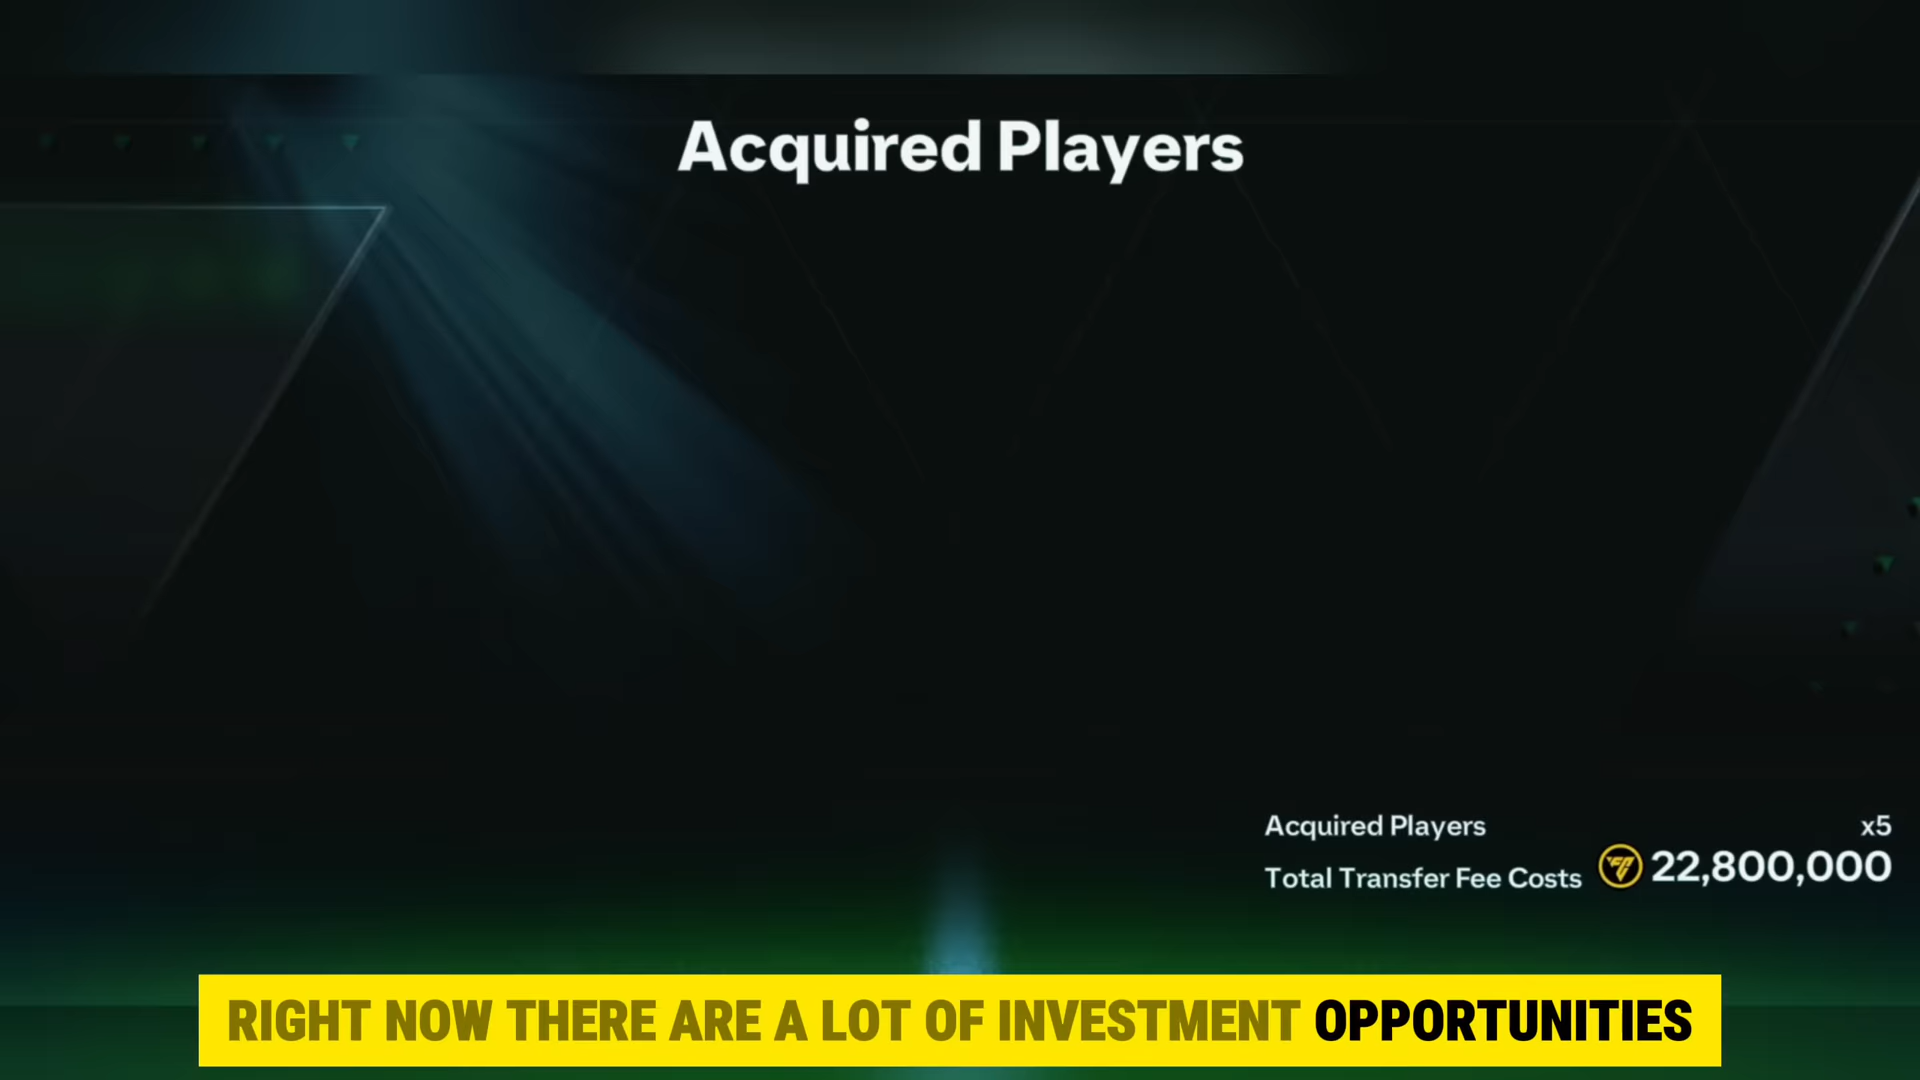 Acquired Players
Acquired Players x5
Total Transfer Fee Costs 22,800,000
RIGHT NOW THERE ARE A LOT OF INVESTMENT OPPORTUNITIES